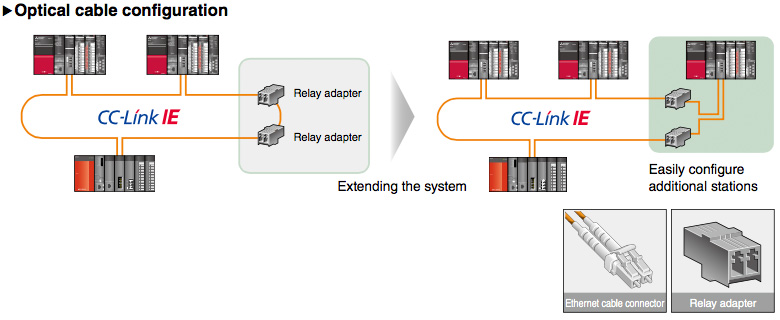 ▶Optical cable configuration
CC-Link IE
Relay adapter
Relay adapter
Extending the system
CC-Link IE
Easily configure
additional stations
Ethernet cable connector
Relay adapter